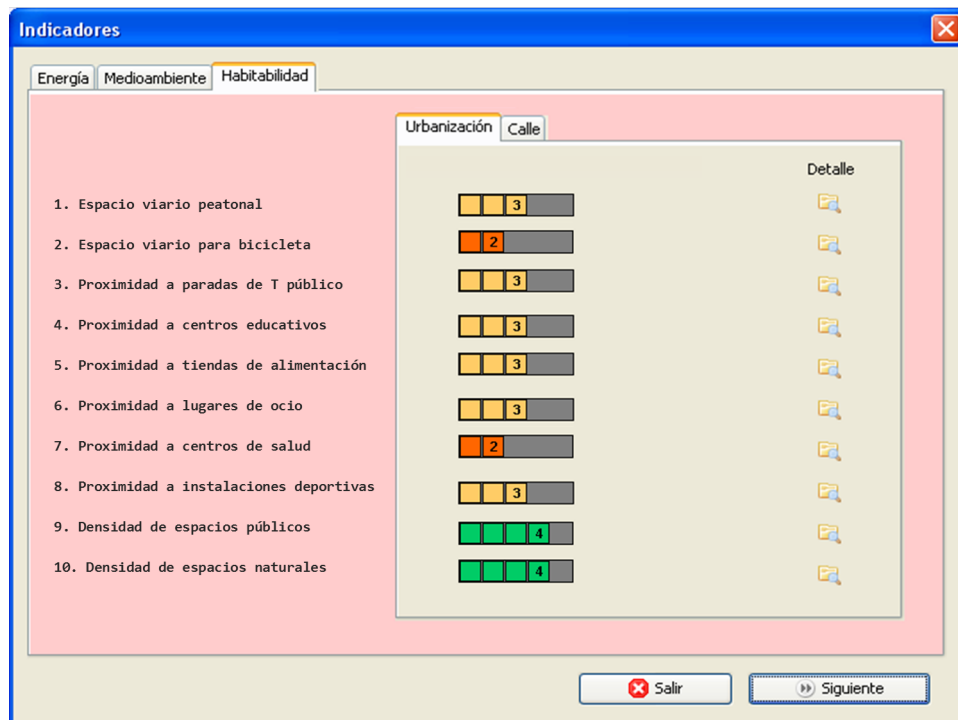 Indicadores
Energía Medioambiente Habitabilidad
Urbanización Calle
Detalle
1. Espacio viario peatonal 3
2. Espacio viario para bicicleta 2
3. Proximidad a paradas de T público 3
4. Proximidad a centros educativos 3
5. Proximidad a tiendas de alimentación 3
6. Proximidad a lugares de ocio 3
7. Proximidad a centros de salud 2
8. Proximidad a instalaciones deportivas 3
9. Densidad de espacios públicos 4
10. Densidad de espacios naturales 4
Salir Siguiente